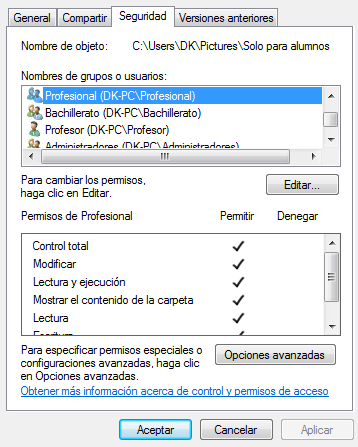 General Compartir Seguridad Versiones anteriores
Nombre de objeto: C:\Users\DK\Pictures\Solo para alumnos
Nombres de grupos o usuarios:
Profesional (DK-PC\Profesional)
Bachillerato (DK-PC\Bachillerato)
Profesor (DK-PC\Profesor)
Administradores (DK-PC\Administradores)
Para cambiar los permisos,
haga clic en Editar.
Editar...
Permisos de Profesional Permitir Denegar
Control total
Modificar
Lectura y ejecución
Mostrar el contenido de la carpeta
Lectura
Escritura
Para especificar permisos especiales o
configuraciones avanzadas, haga clic
en Opciones avanzadas.
Opciones avanzadas
Obtener más información acerca de control y permisos de acceso
Aceptar Cancelar Aplicar